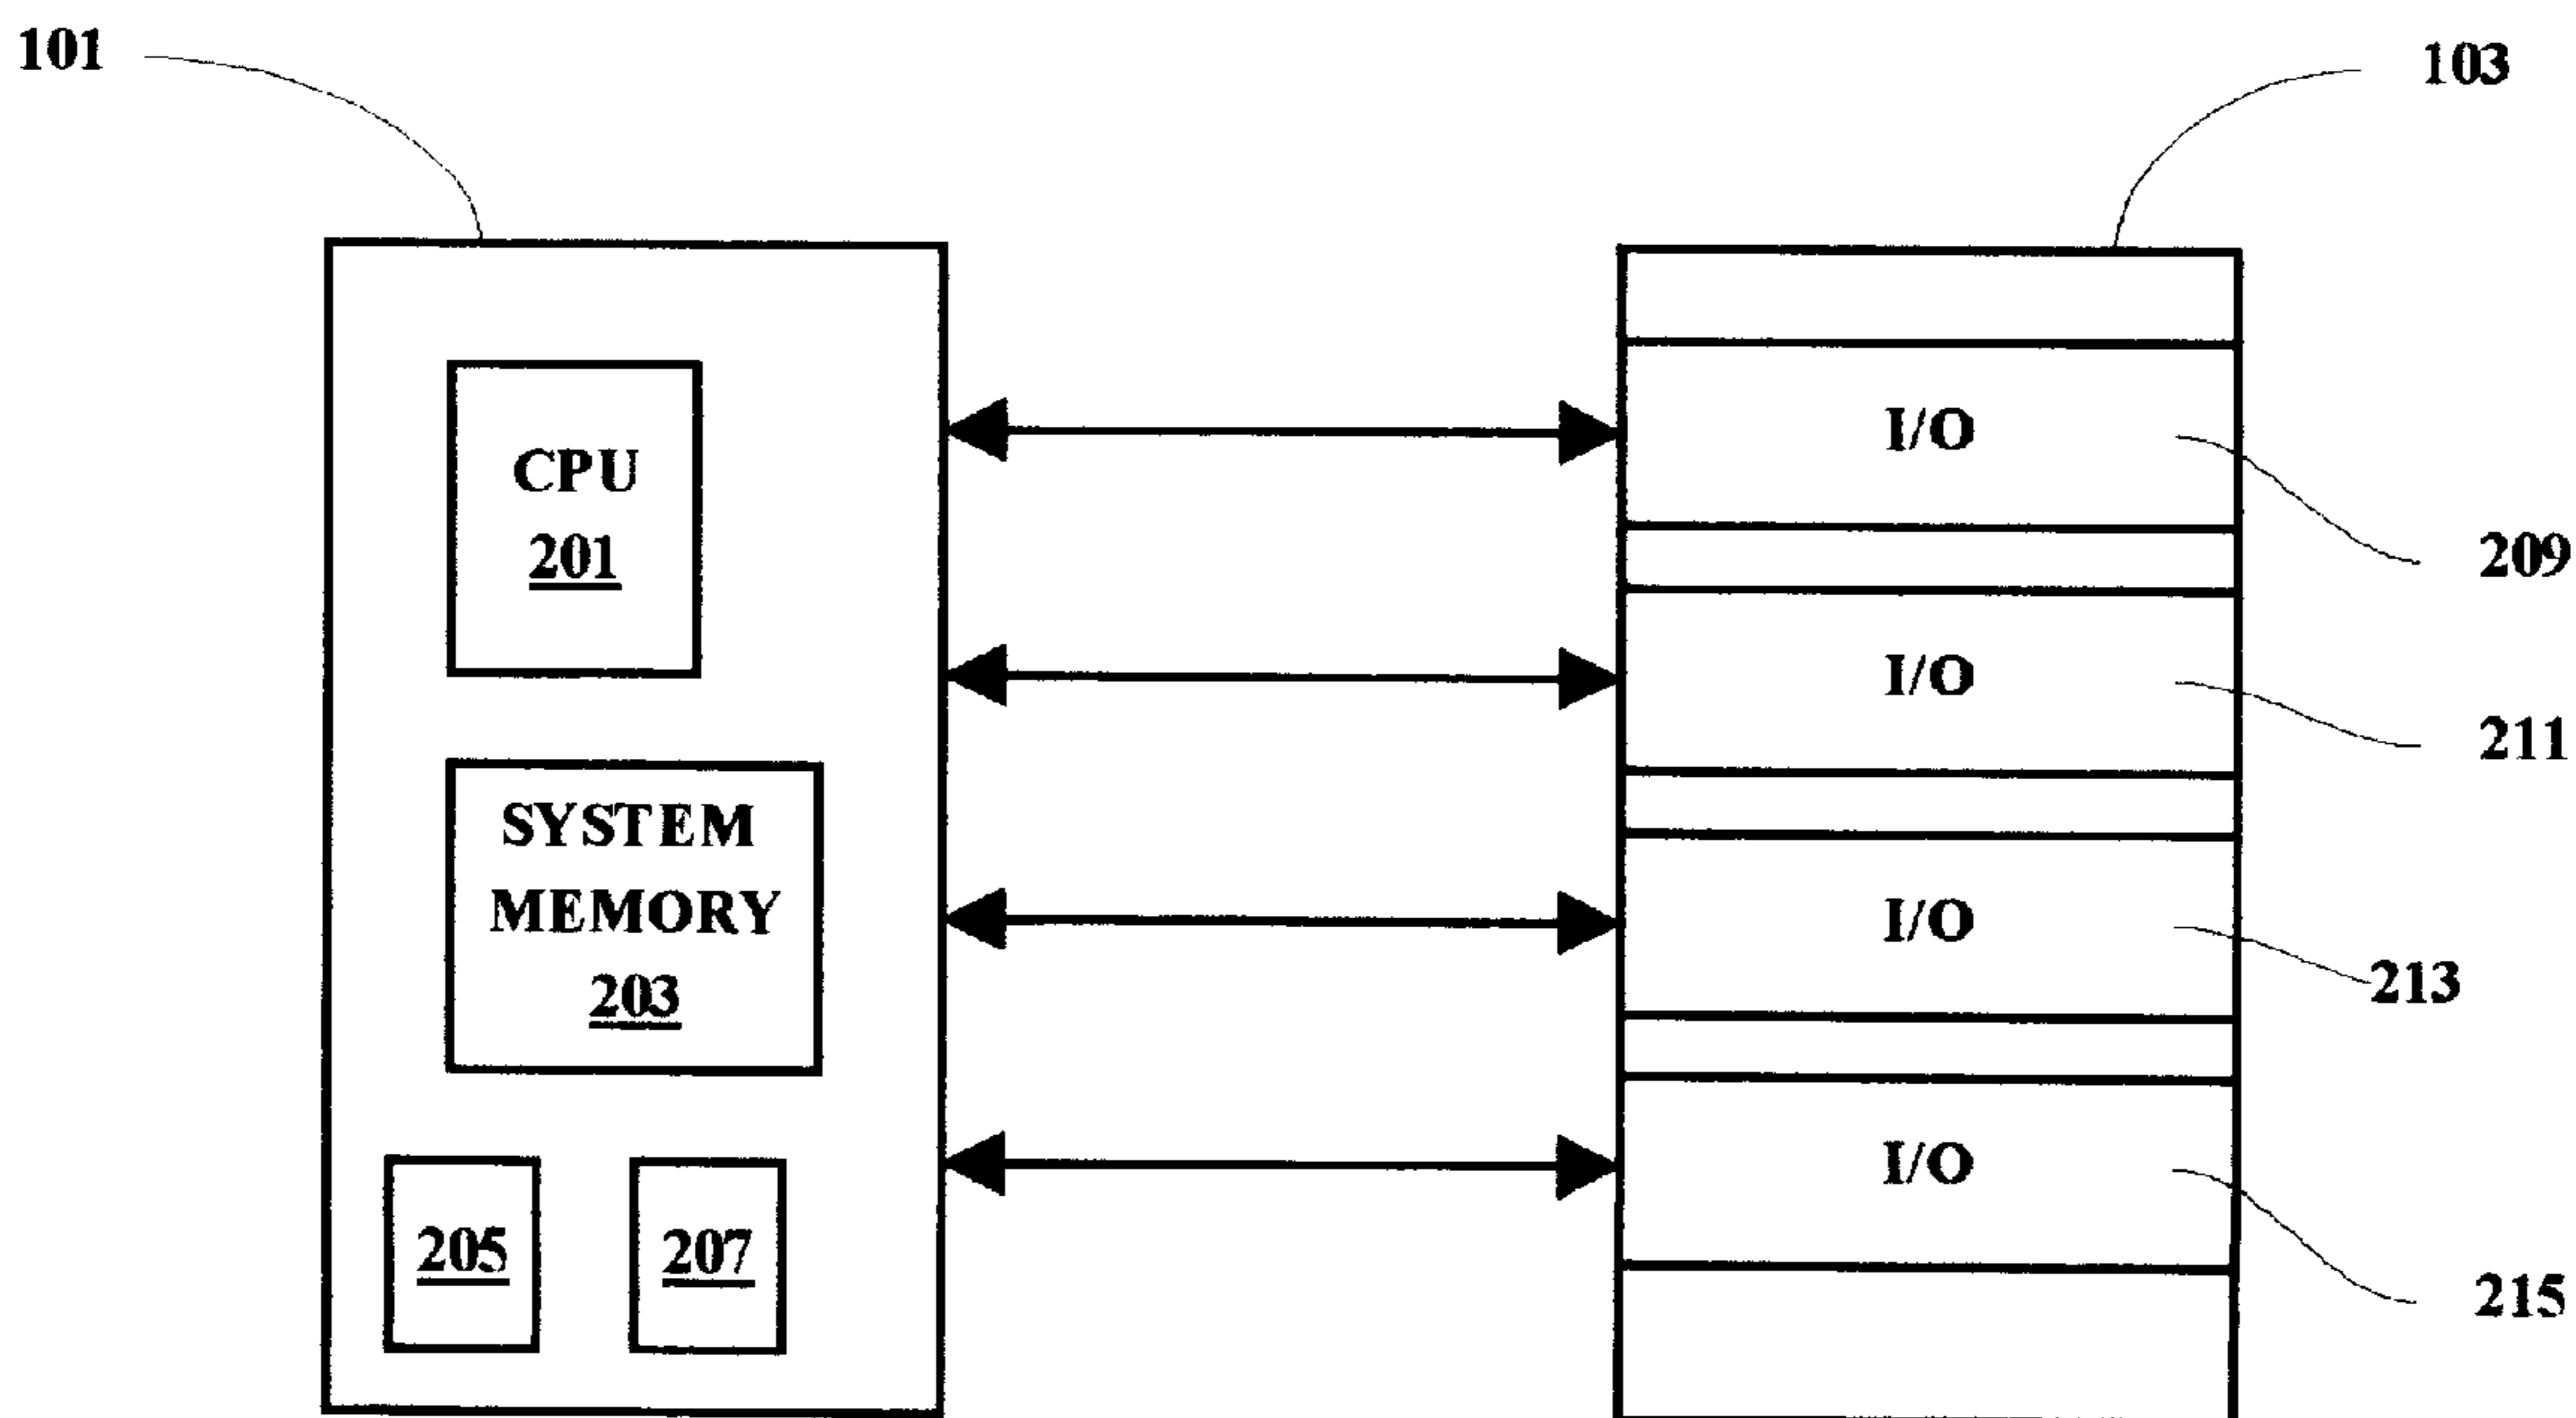 101
103
CPU
201
SYSTEM
MEMORY
203
205
207
I/O
209
I/O
211
I/O
213
I/O
215